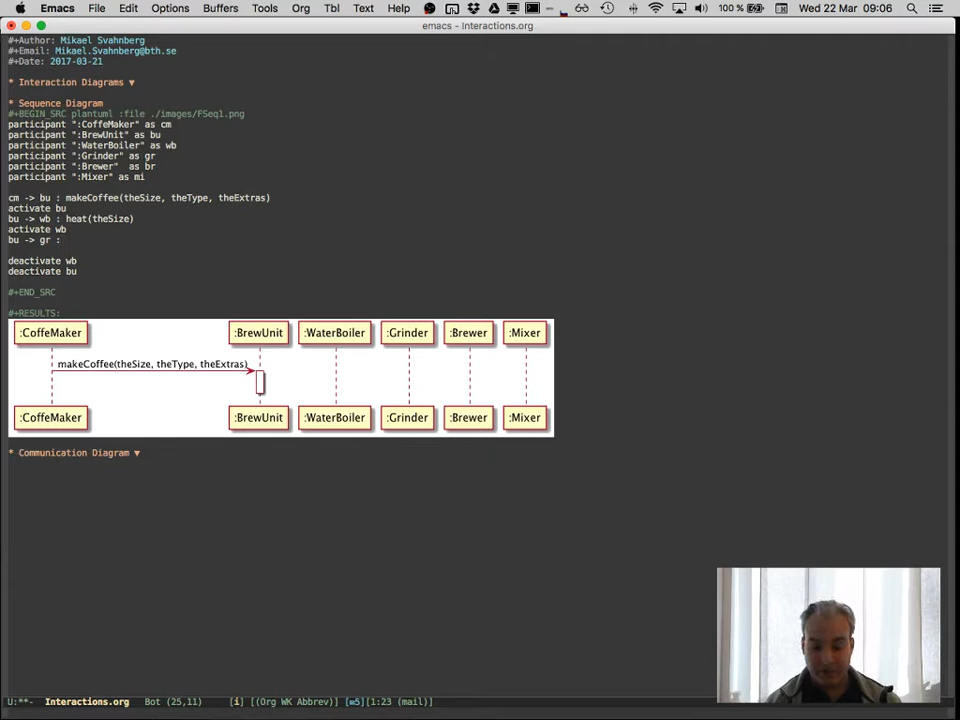 Emacs File Edit Options Buffers Tools Org Tbl Text Help 100 % Wed 22 Mar 09:06
emacs - Interactions.org
#+Author: Mikael Svahnberg
#+Email: Mikael.Svahnberg@bth.se
#+Date: 2017-03-21
* Interaction Diagrams ▼
* Sequence Diagram
#+BEGIN_SRC plantuml :file ./images/FSeq1.png
participant ":CoffeMaker" as cm
participant ":BrewUnit" as bu
participant ":WaterBoiler" as wb
participant ":Grinder" as gr
participant ":Brewer"  as br
participant ":Mixer" as mi
cm -> bu : makeCoffee(theSize, theType, theExtras)
activate bu
bu -> wb : heat(theSize)
activate wb
bu -> gr :
deactivate wb
deactivate bu
#+END_SRC
#+RESULTS:
:CoffeMaker :BrewUnit :WaterBoiler :Grinder :Brewer :Mixer
makeCoffee(theSize, theType, theExtras)
:CoffeMaker :BrewUnit :WaterBoiler :Grinder :Brewer :Mixer
* Communication Diagram ▼
U:**- Interactions.org Bot (25,11) [i] [(Org WK Abbrev)] [✉5][1:23 (mail)]